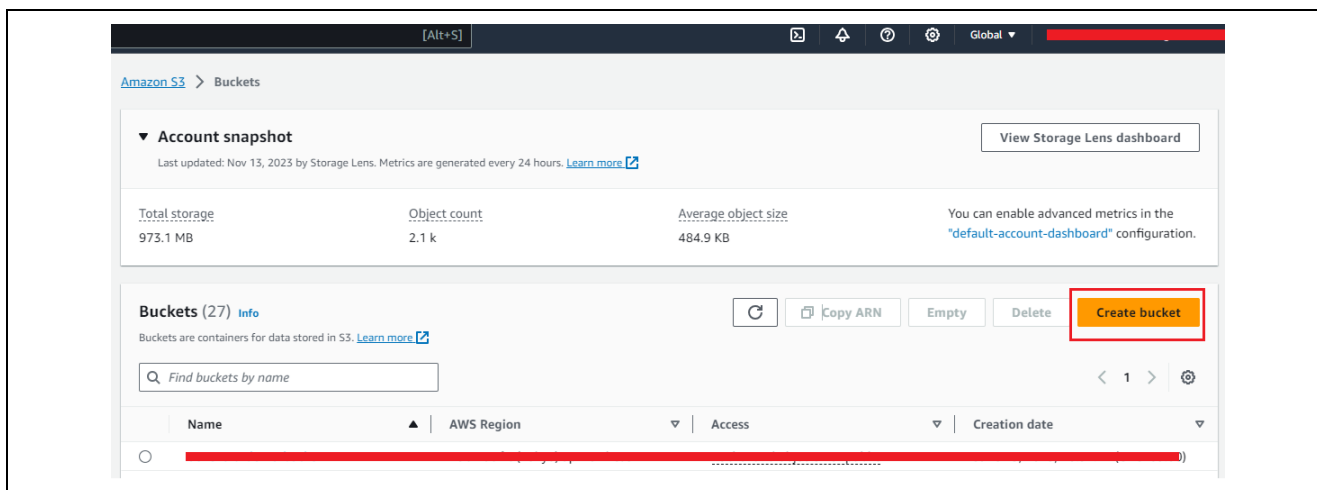 [Alt+S]
Global
Amazon S3 > Buckets
Account snapshot
View Storage Lens dashboard
Last updated: Nov 13, 2023 by Storage Lens. Metrics are generated every 24 hours. Learn more
Total storage
Object count
Average object size
You can enable advanced metrics in the
973.1 MB
2.1 k
484.9 KB
"default-account-dashboard" configuration.
Buckets (27) Info
Copy ARN
Empty
Delete
Create bucket
Buckets are containers for data stored in S3. Learn more
Find buckets by name
< 1 >
Name
AWS Region
Access
Creation date